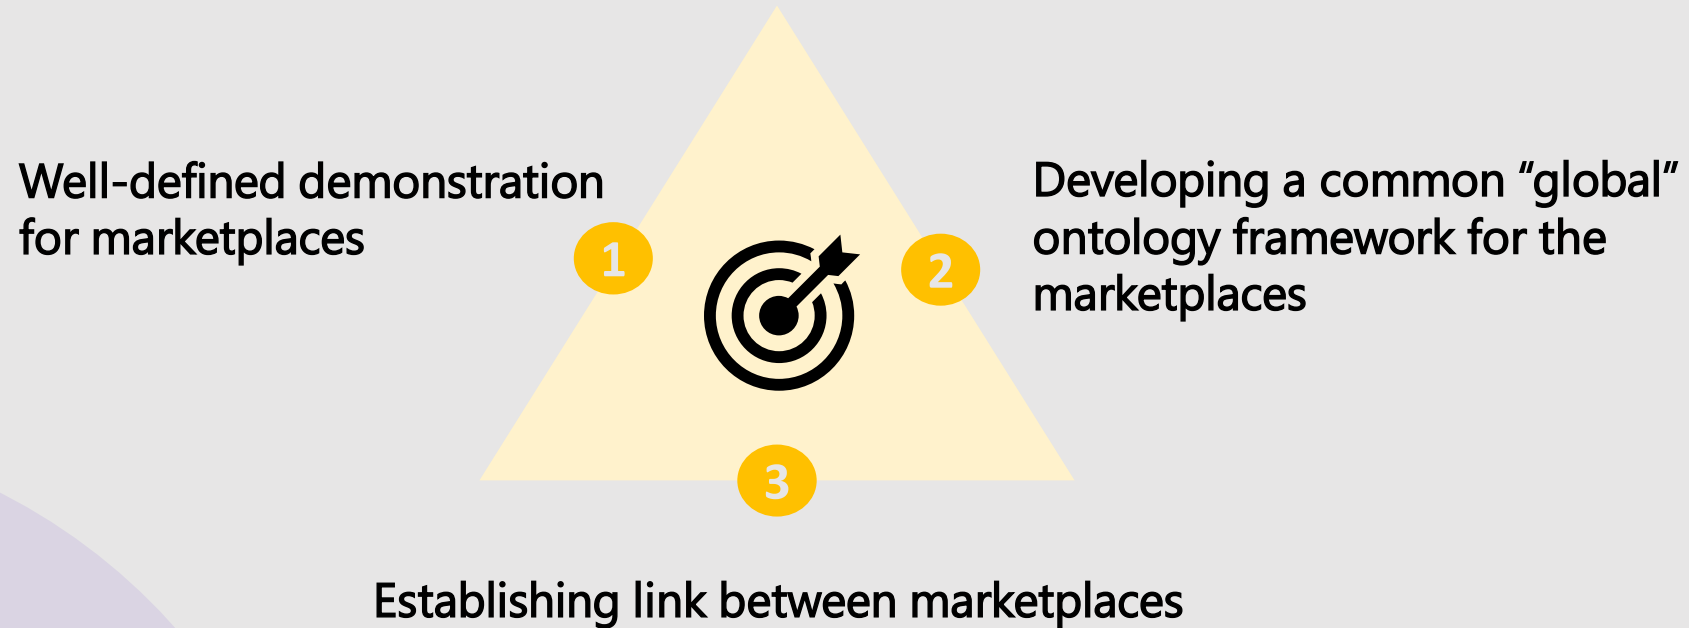 Well-defined demonstration
for marketplaces
1
2
Developing a common “global”
ontology framework for the
marketplaces
3
Establishing link between marketplaces